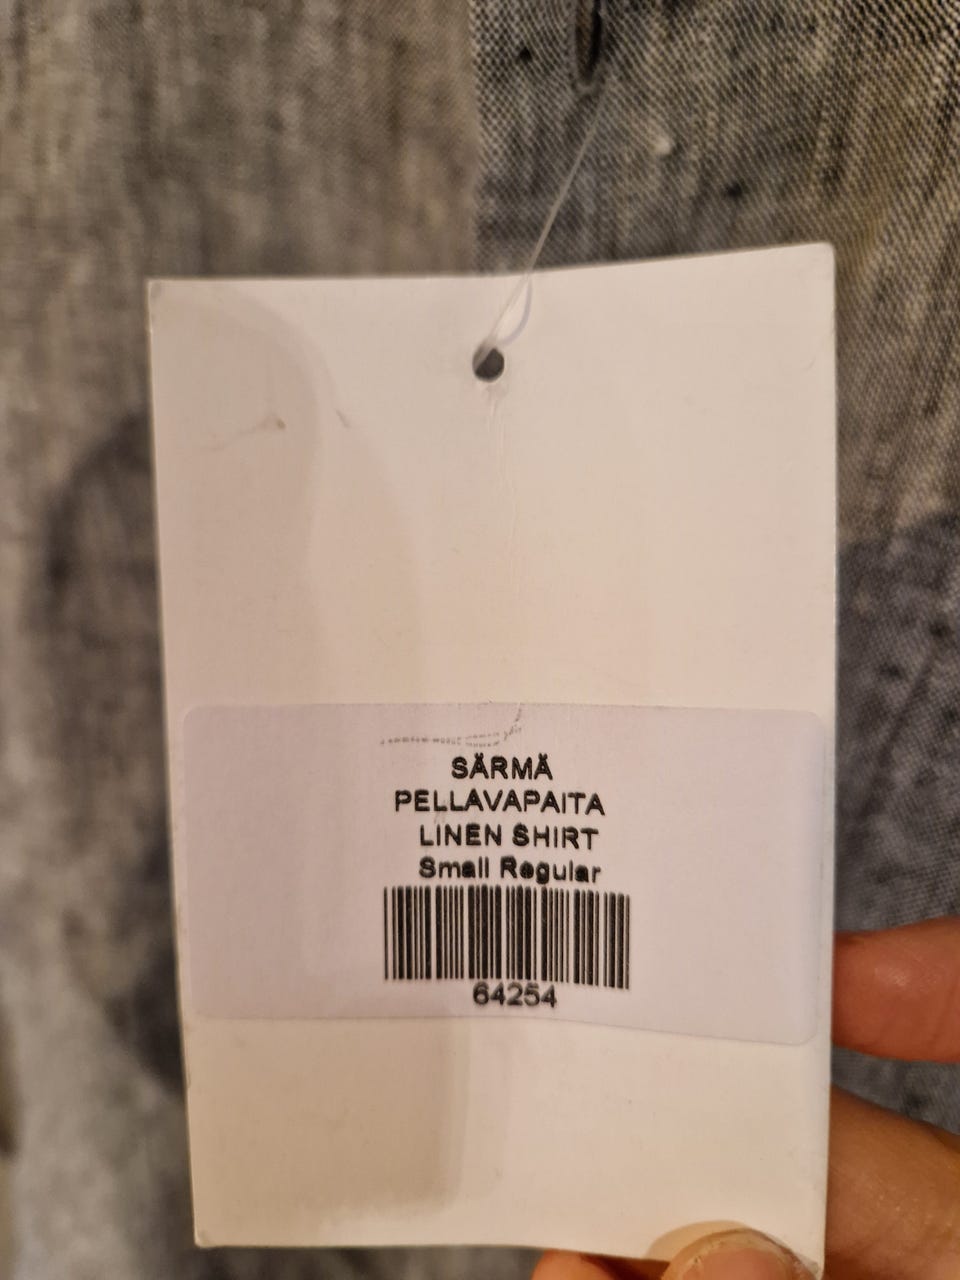 SÄRMÄ
PELLAVAPAITA
LINEN SHIRT
Small Regular
64254